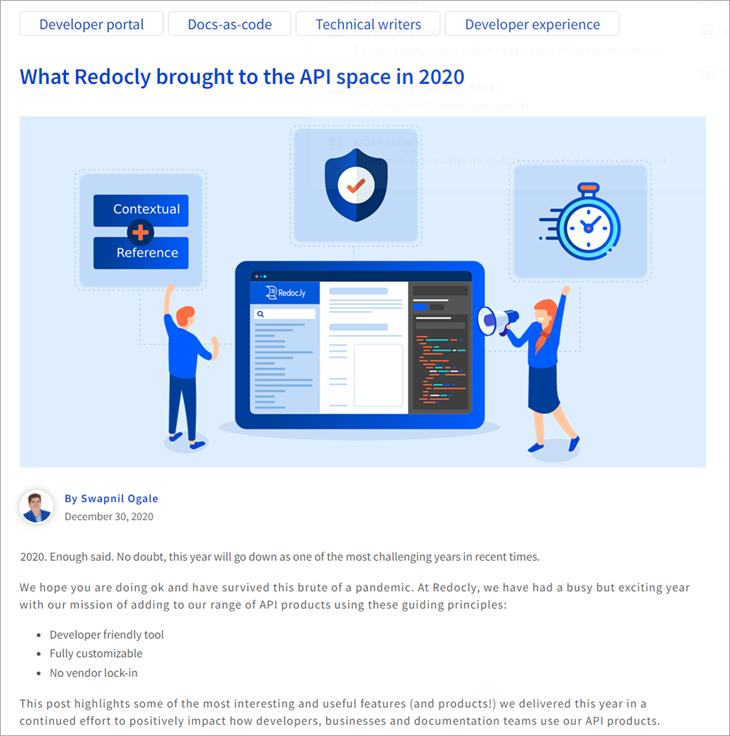 Developer portal
Docs-as-code
Technical writers
Developer experience
What Redocly brought to the API space in 2020
Contextual
Reference
Redoc.ly
By Swapnil Ogale
December 30, 2020
2020. Enough said. No doubt, this year will go down as one of the most challenging years in recent times.
We hope you are doing ok and have survived this brute of a pandemic. At Redocly, we have had a busy but exciting year
with our mission of adding to our range of API products using these guiding principles:
• Developer friendly tool
• Fully customizable
• No vendor lock-in
This post highlights some of the most interesting and useful features (and products!) we delivered this year in a
continued effort to positively impact how developers, businesses and documentation teams use our API products.